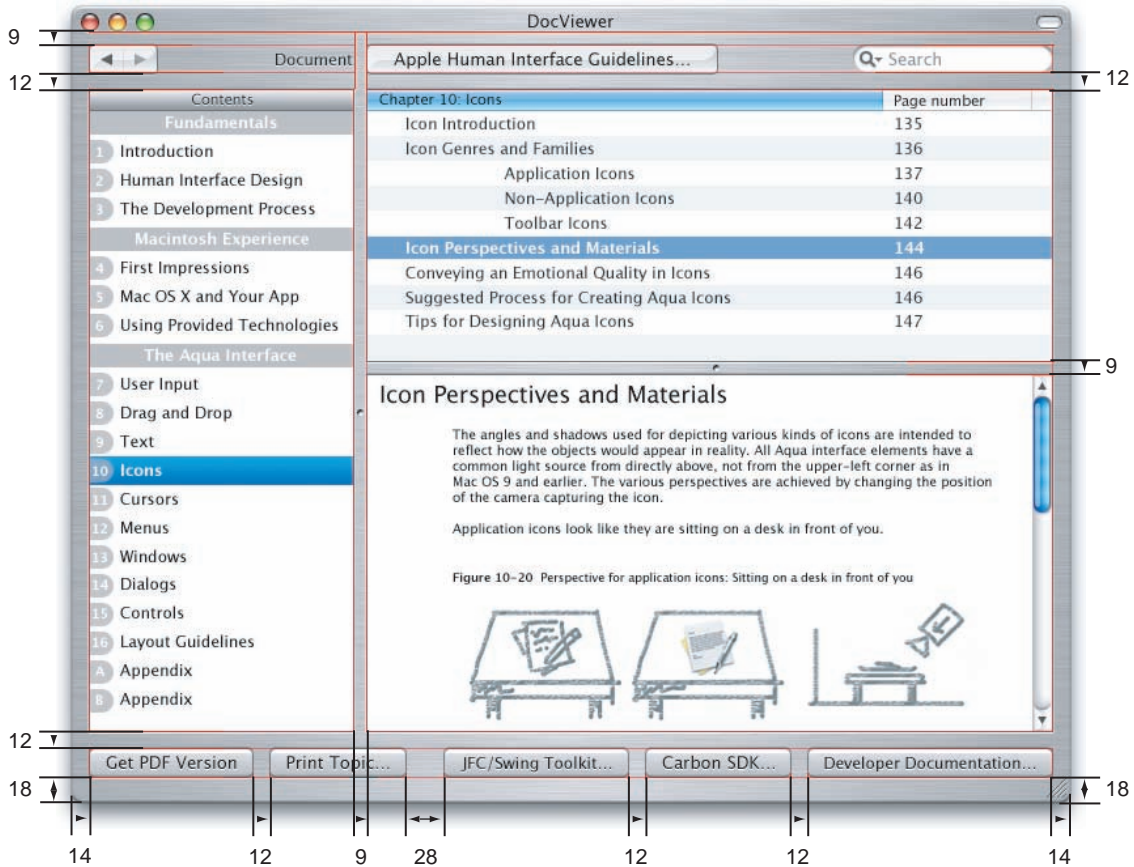 DocViewer
9
Document
Apple Human Interface Guidelines...
Search
12
12
Contents
Fundamentals
1 Introduction
2 Human Interface Design
3 The Development Process
Macintosh Experience
4 First Impressions
5 Mac OS X and Your App
6 Using Provided Technologies
The Aqua Interface
7 User Input
8 Drag and Drop
9 Text
10 Icons
11 Cursors
12 Menus
13 Windows
14 Dialogs
15 Controls
16 Layout Guidelines
A Appendix
B Appendix
Chapter 10: Icons Page number
Icon Introduction 135
Icon Genres and Families 136
Application Icons 137
Non-Application Icons 140
Toolbar Icons 142
Icon Perspectives and Materials 144
Conveying an Emotional Quality in Icons 146
Suggested Process for Creating Aqua Icons 146
Tips for Designing Aqua Icons 147
9
Icon Perspectives and Materials
The angles and shadows used for depicting various kinds of icons are intended to
reflect how the objects would appear in reality. All Aqua interface elements have a
common light source from directly above, not from the upper-left corner as in
Mac OS 9 and earlier. The various perspectives are achieved by changing the position
of the camera capturing the icon.
Application icons look like they are sitting on a desk in front of you.
Figure 10-20 Perspective for application icons: Sitting on a desk in front of you
12
Get PDF Version
Print Topic...
JFC/Swing Toolkit...
Carbon SDK...
Developer Documentation...
18
18
14 12 9 28 12 12 14